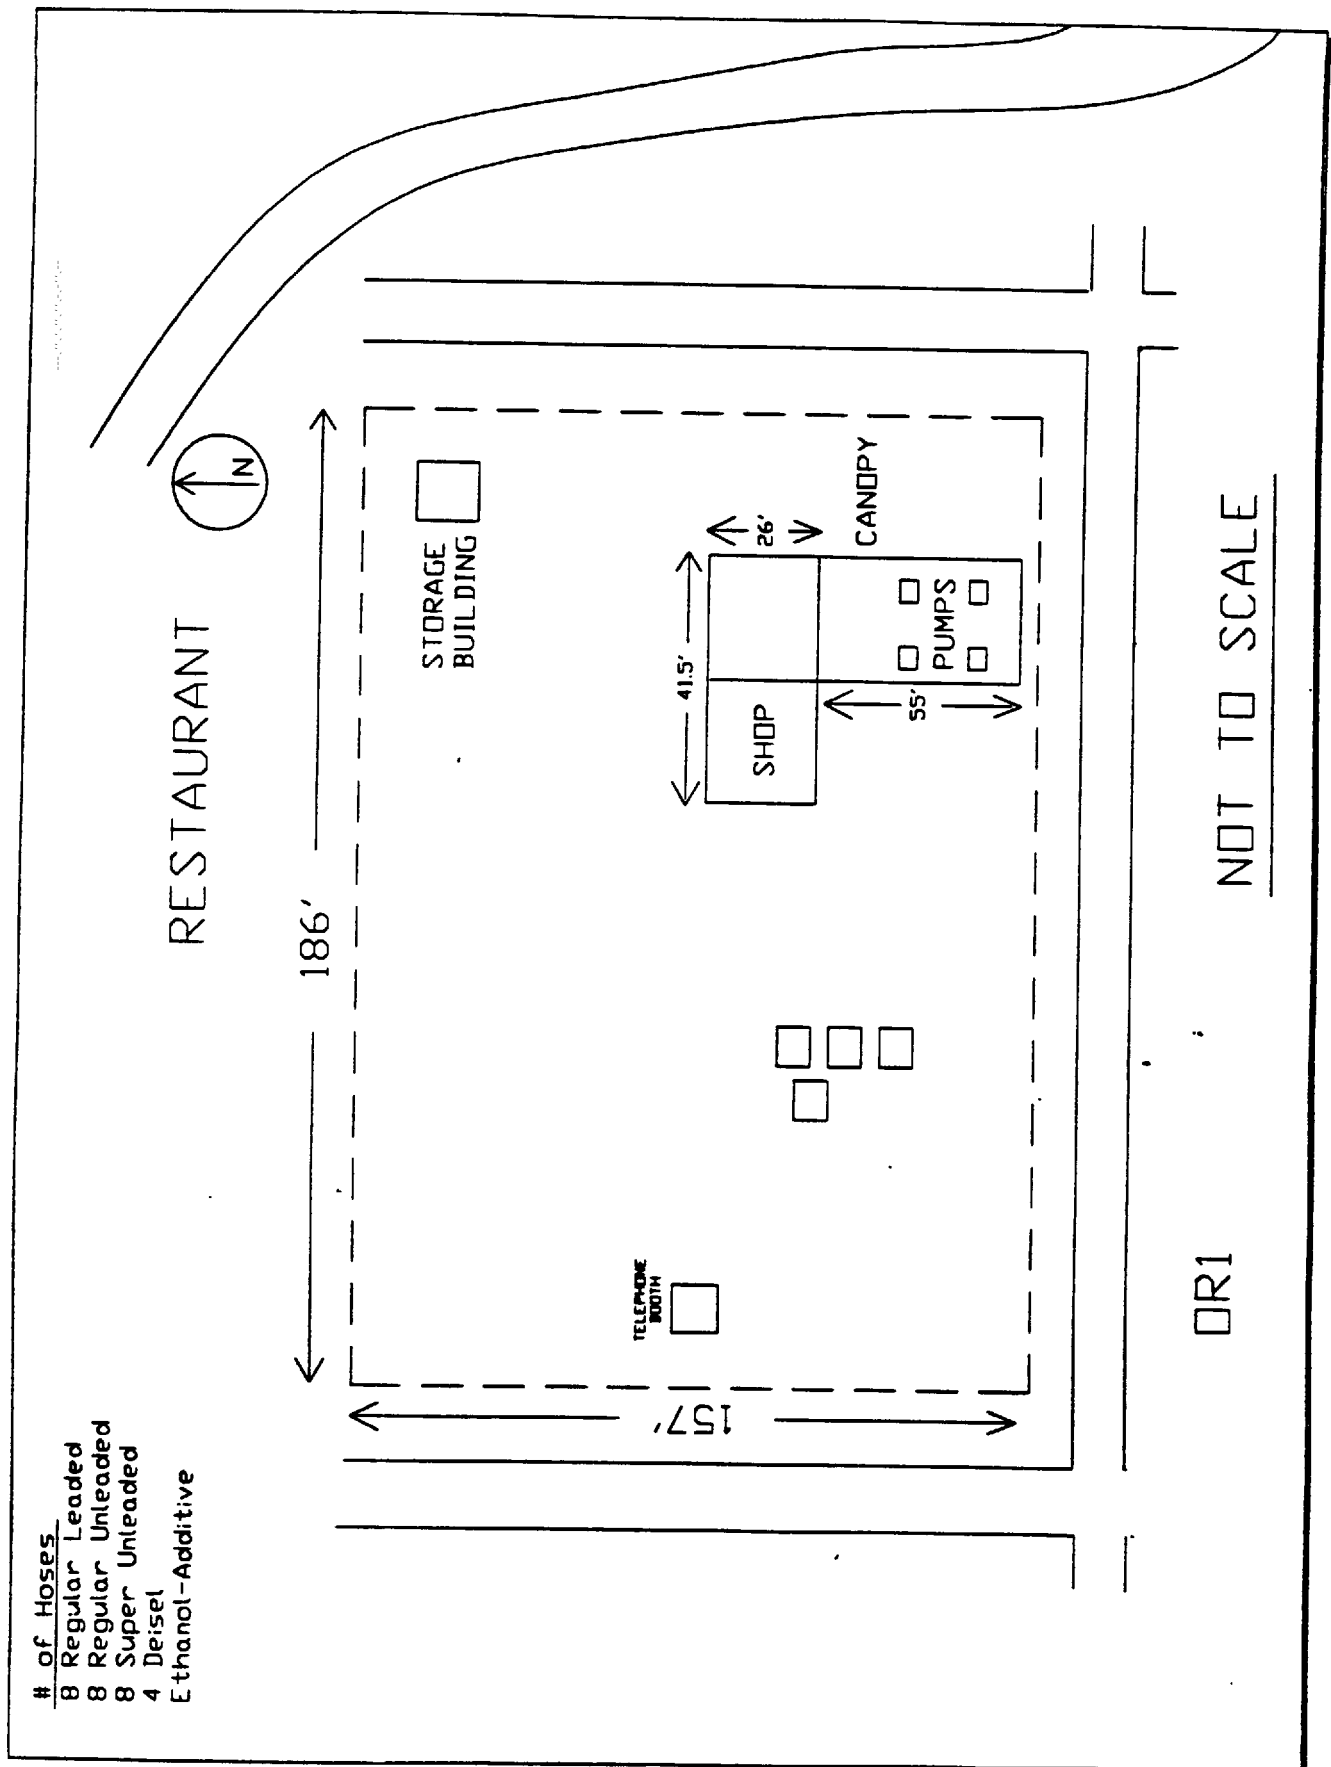 # of Hoses
8 Regular Leaded
8 Regular Unleaded
8 Super Unleaded
4 Deisel
Ethanol-Additive
RESTAURANT
N
186'
157'
STORAGE
BUILDING
TELEPHONE
BOOTH
41.5'
26'
SHOP
55'
CANOPY
PUMPS
R1
NOT TO SCALE